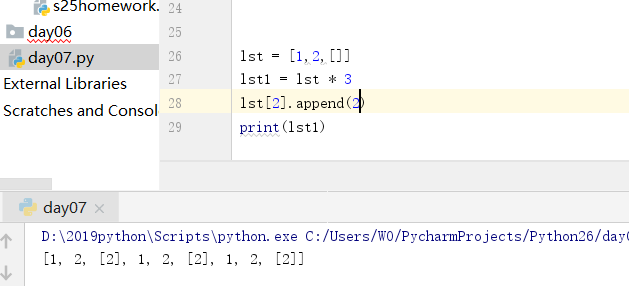 s25homework.
day06
day07.py
External Libraries
Scratches and Consol
24
25
26 lst = [1,2,[]]
27 lst1 = lst * 3
28 lst[2].append(2)
29 print(lst1)
day07 ×
D:\2019python\Scripts\python.exe C:/Users/W0/PycharmProjects/Python26/day0
[1, 2, [2], 1, 2, [2], 1, 2, [2]]